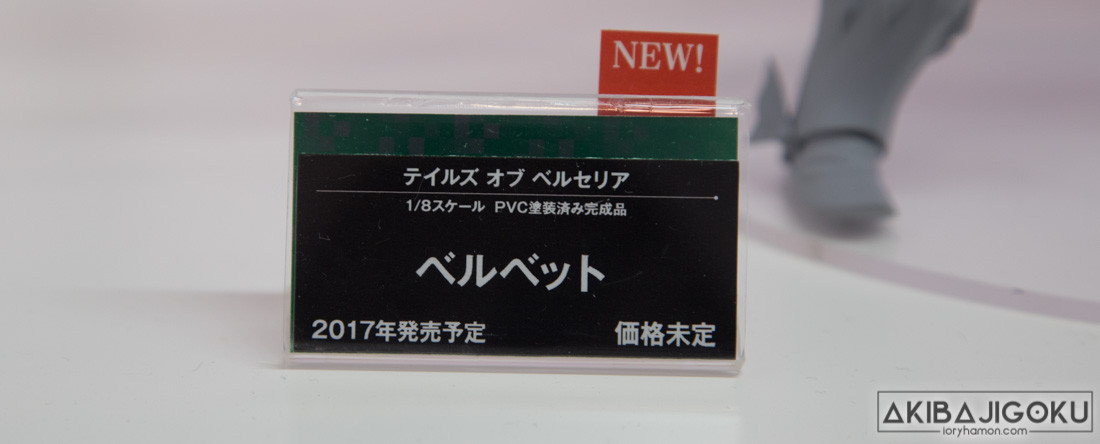 NEW!
テイルズ オブ ベルセリア
1/8スケール PVC塗装済み完成品
ベルベット
2017年発売予定 価格未定
AKIBAJIGOKU
ioryhamon.com